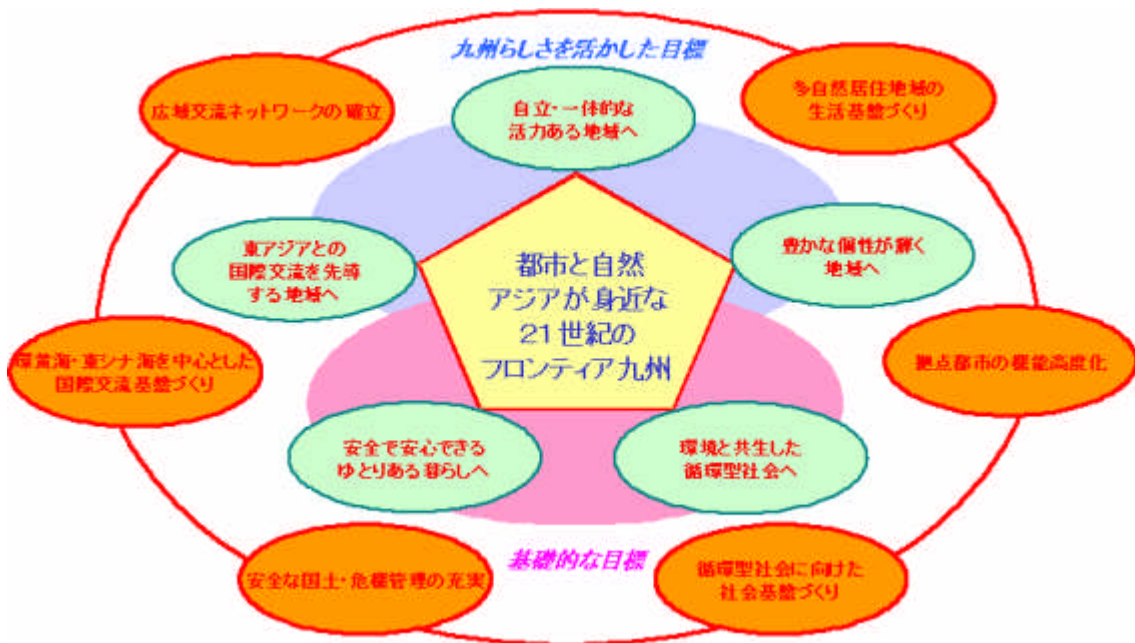 九州らしさを活かした目標
広域交流ネットワークの確立
自立・一体的な
活力ある地域へ
多自然居住地域の
生活基盤づくり
東アジアとの
国際交流を先導
する地域へ
都市と自然
アジアが身近な
21世紀の
フロンティア九州
豊かな個性が輝く
地域へ
環黄海・東シナ海を中心とした
国際交流基盤づくり
拠点都市の機能高度化
安全で安心できる
ゆとりある暮らしへ
環境と共生した
循環型社会へ
基礎的な目標
安全な国土・危機管理の充実
循環型社会に向けた
社会基盤づくり